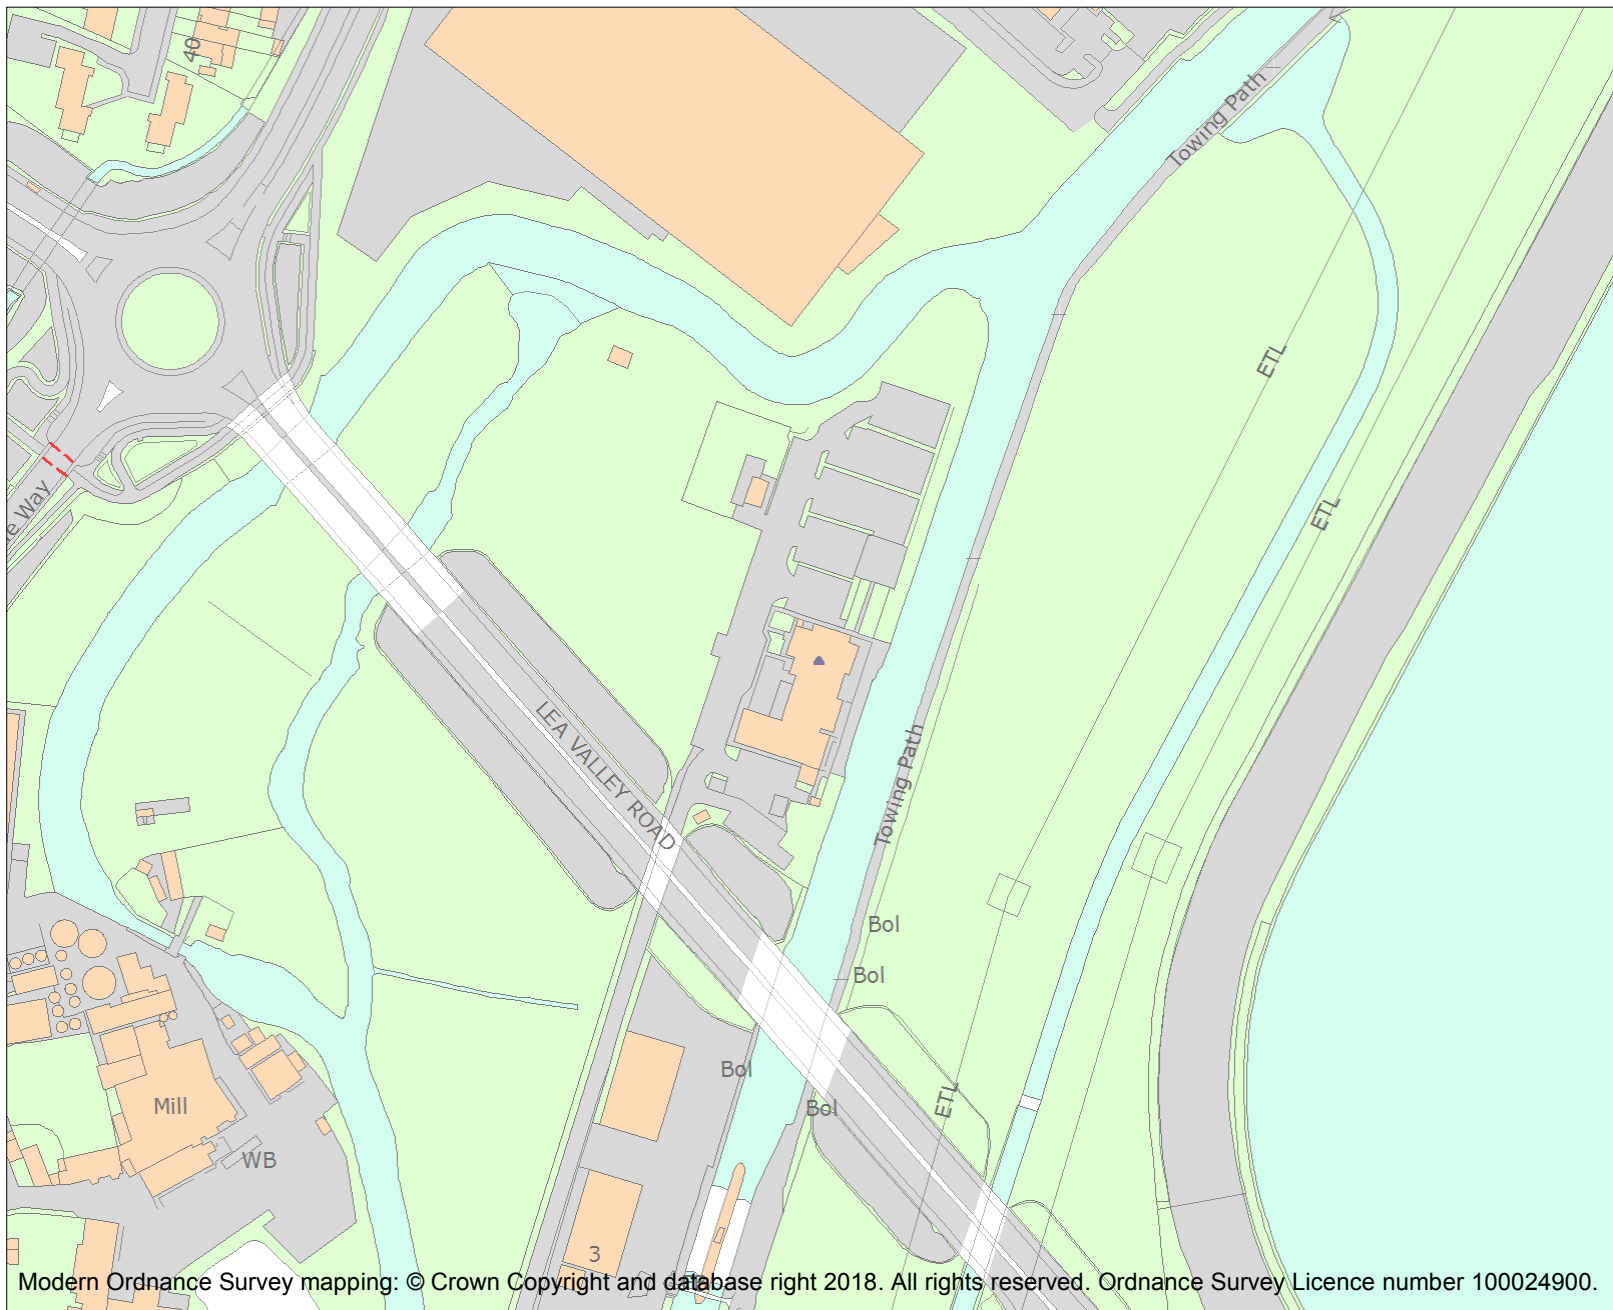 40
Towing Path
ETL
e Way
ETL
LEA VALLEY ROAD
Towing Path
Bol
Bol
Bol
ETL
Bol
Mill
WB
3
Modern Ordnance Survey mapping: © Crown Copyright and database right 2018. All rights reserved. Ordnance Survey Licence number 100024900.